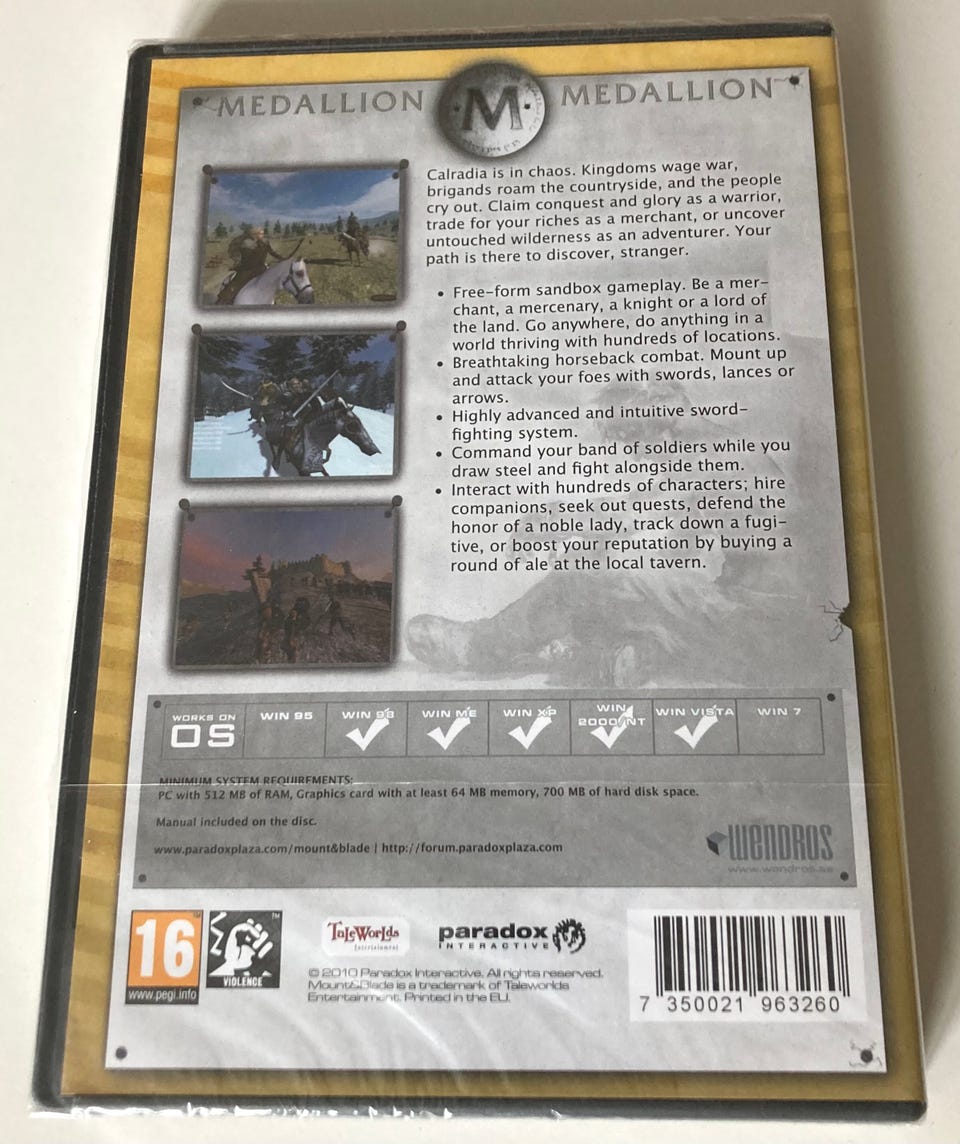 MEDALLION M MEDALLION
Calradia is in chaos. Kingdoms wage war,
brigands roam the countryside, and the people
cry out. Claim conquest and glory as a warrior,
trade for your riches as a merchant, or uncover
untouched wilderness as an adventurer. Your
path is there to discover, stranger.
• Free-form sandbox gameplay. Be a mer-
chant, a mercenary, a knight or a lord of
the land. Go anywhere, do anything in a
world thriving with hundreds of locations.
• Breathtaking horseback combat. Mount up
and attack your foes with swords, lances or
arrows.
• Highly advanced and intuitive sword-
fighting system.
• Command your band of soldiers while you
draw steel and fight alongside them.
• Interact with hundreds of characters; hire
companions, seek out quests, defend the
honor of a noble lady, track down a fugi-
tive, or boost your reputation by buying a
round of ale at the local tavern.
WORKS ON
OS
WIN 95
WIN 98
WIN ME
WIN XP
WIN
2000/NT
WIN VISTA
WIN 7
MINIMUM SYSTEM REQUIREMENTS:
PC with 512 MB of RAM, Graphics card with at least 64 MB memory, 700 MB of hard disk space.
Manual included on the disc.
www.paradoxplaza.com/mount&blade | http://forum.paradoxplaza.com
WENDROS
www.wendros.se
16 ™
www.pegi.info
™
VIOLENCE
TaleWorlds
Entertainment
paradox
INTERACTIVE
© 2010 Paradox Interactive. All rights reserved.
Mount&Blade is a trademark of Taleworlds
Entertainment. Printed in the EU.
7 350021 963260